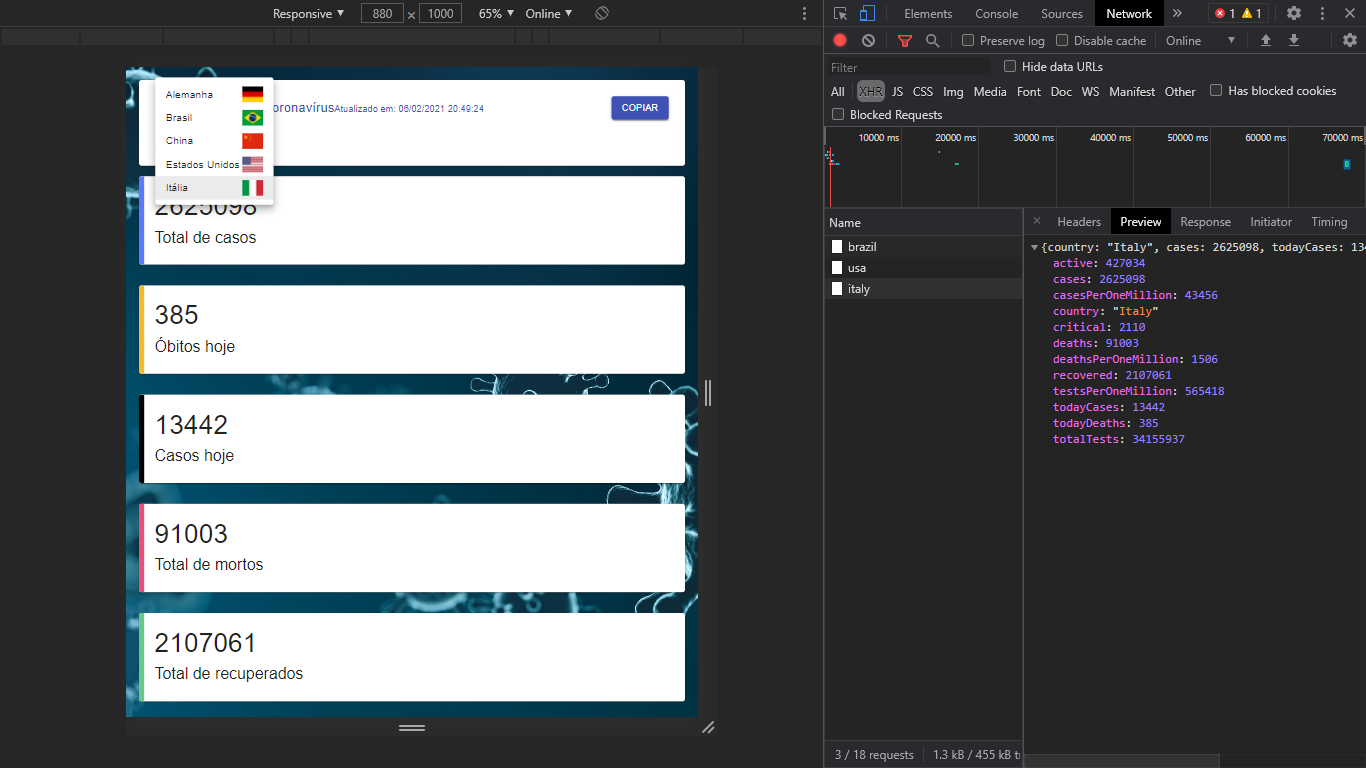 Responsive ▼ 880 × 1000 65% ▼ Online ▼
Alemanha
Brasil
China
Estados Unidos
Itália
oronavírus Atualizado em: 06/02/2021 20:49:24
COPIAR
2625098
Total de casos
385
Óbitos hoje
13442
Casos hoje
91003
Total de mortos
2107061
Total de recuperados
Elements Console Sources Network » 1 1
Preserve log Disable cache Online ▼
Filter Hide data URLs
All XHR JS CSS Img Media Font Doc WS Manifest Other Has blocked cookies
Blocked Requests
10000 ms 20000 ms 30000 ms 40000 ms 50000 ms 60000 ms 70000 ms
Name
brazil
usa
italy
3 / 18 requests 1.3 kB / 455 kB t
× Headers Preview Response Initiator Timing
▼{country: "Italy", cases: 2625098, todayCases: 134
active: 427034
cases: 2625098
casesPerOneMillion: 43456
country: "Italy"
critical: 2110
deaths: 91003
deathsPerOneMillion: 1506
recovered: 2107061
testsPerOneMillion: 565418
todayCases: 13442
todayDeaths: 385
totalTests: 34155937